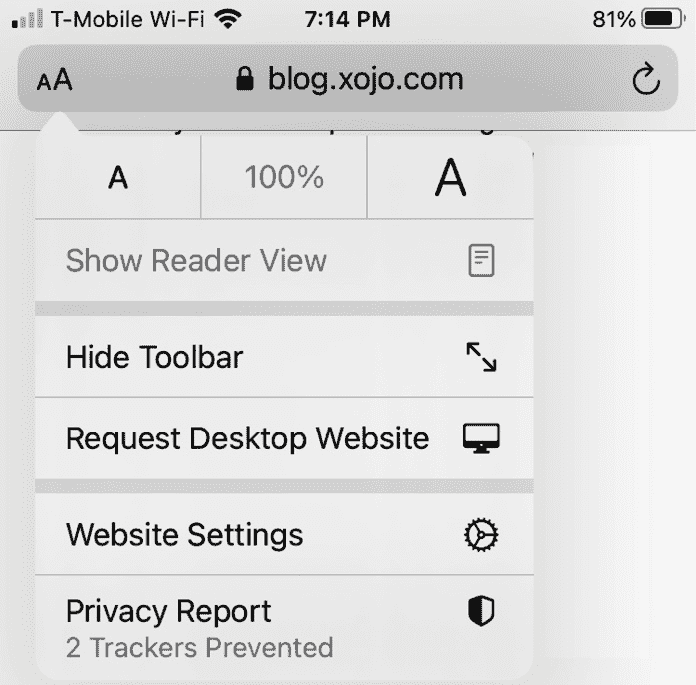 T-Mobile Wi-Fi 7:14 PM 81%
AA blog.xojo.com
A 100% A
Show Reader View
Hide Toolbar
Request Desktop Website
Website Settings
Privacy Report
2 Trackers Prevented